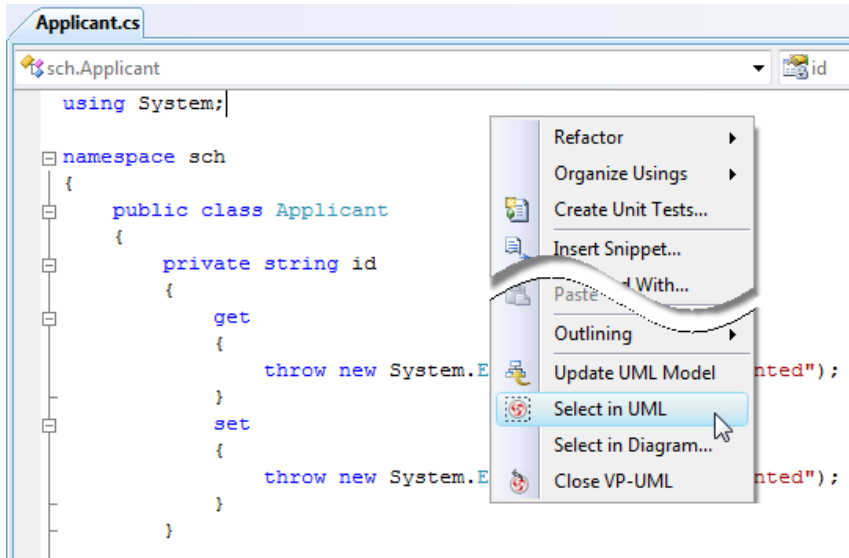 Applicant.cs
sch.Applicant id
using System;
namespace sch
{
public class Applicant
{
private string id
{
get
{
throw new System.E nted");
}
set
{
throw new System.E nted");
}
}
Refactor
Organize Usings
Create Unit Tests...
Insert Snippet...
d With...
Paste
Outlining
Update UML Model
Select in UML
Select in Diagram...
Close VP-UML